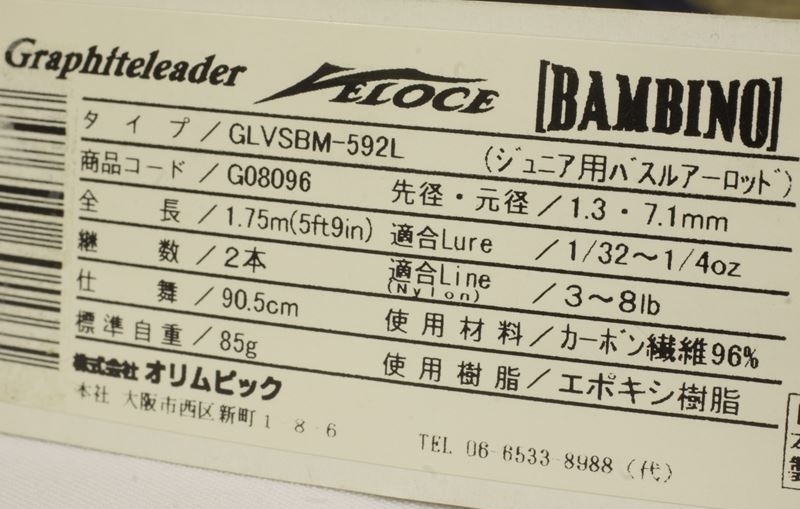 Graphiteleader VELOCE [BAMBINO]
タイプ/GLVSBM-592L (ジュニア用バスルアーロッド)
商品コード/G08096 先径・元径/1.3・7.1mm
全長/1.75m(5ft9in) 適合Lure/1/32〜1/4oz
継数/2本 適合Line(Nylon)/3〜8lb
仕舞/90.5cm 使用材料/カーボン繊維96%
標準自重/85g 使用樹脂/エポキシ樹脂
株式会社オリムピック
本社 大阪市西区新町1-8-6 TEL 06-6533-8988(代)